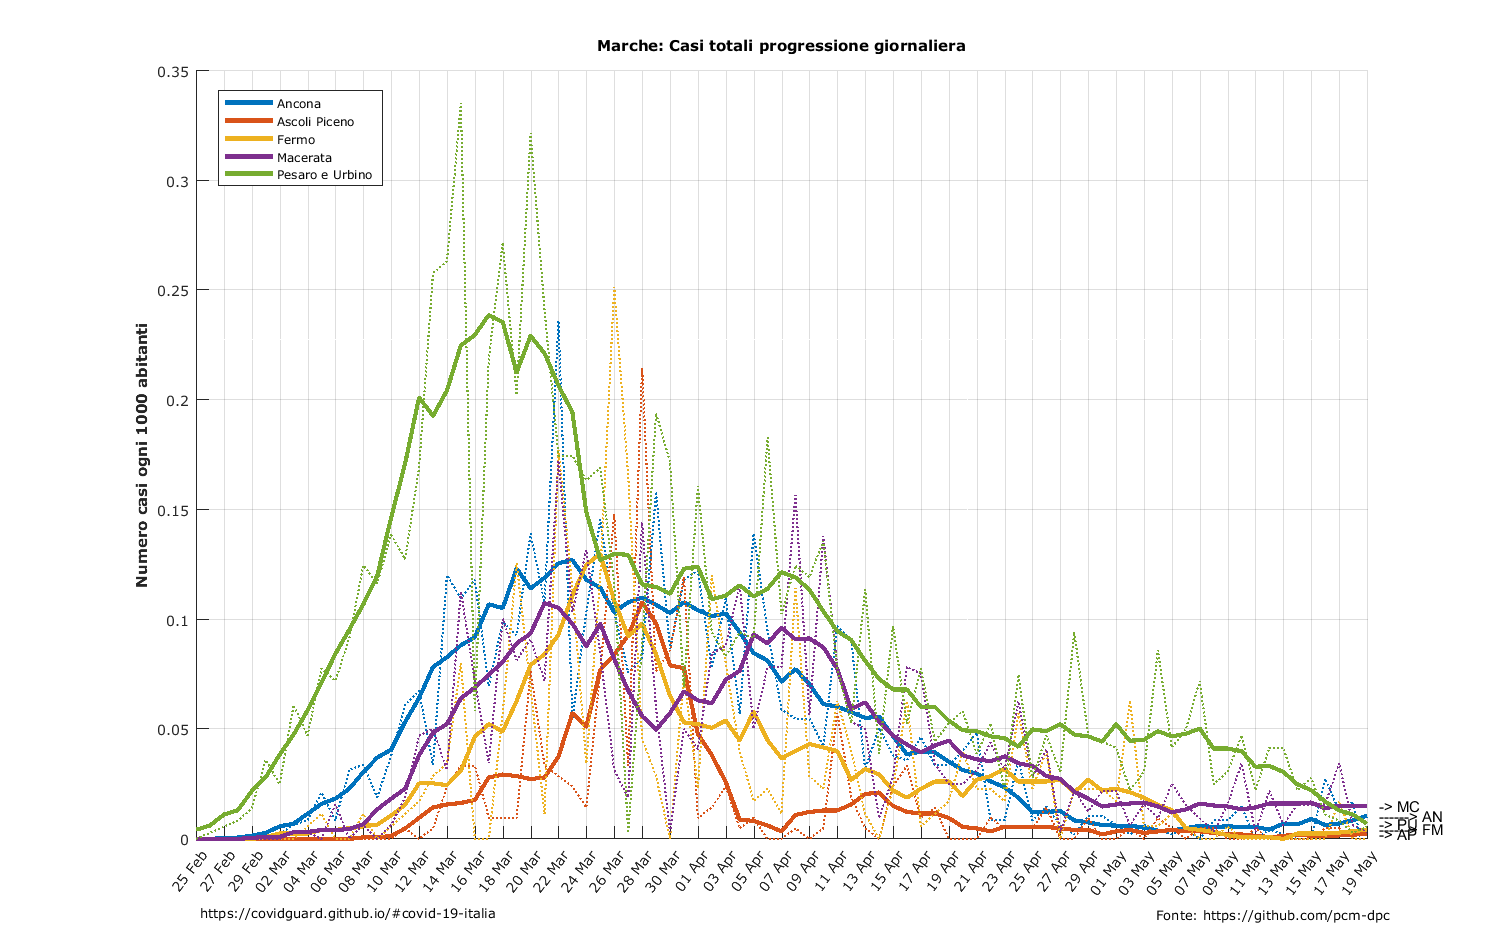 Marche: Casi totali progressione giornaliera
Numero casi ogni 1000 abitanti
0.35
0.3
0.25
0.2
0.15
0.1
0.05
0
Ancona
Ascoli Piceno
Fermo
Macerata
Pesaro e Urbino
-> MC
-----> AN
--> PU
-----> FM
-> AP
25 Feb
27 Feb
29 Feb
02 Mar
04 Mar
06 Mar
08 Mar
10 Mar
12 Mar
14 Mar
16 Mar
18 Mar
20 Mar
22 Mar
24 Mar
26 Mar
28 Mar
30 Mar
01 Apr
03 Apr
05 Apr
07 Apr
09 Apr
11 Apr
13 Apr
15 Apr
17 Apr
19 Apr
21 Apr
23 Apr
25 Apr
27 Apr
29 Apr
01 May
03 May
05 May
07 May
09 May
11 May
13 May
15 May
17 May
19 May
https://covidguard.github.io/#covid-19-italia
Fonte: https://github.com/pcm-dpc